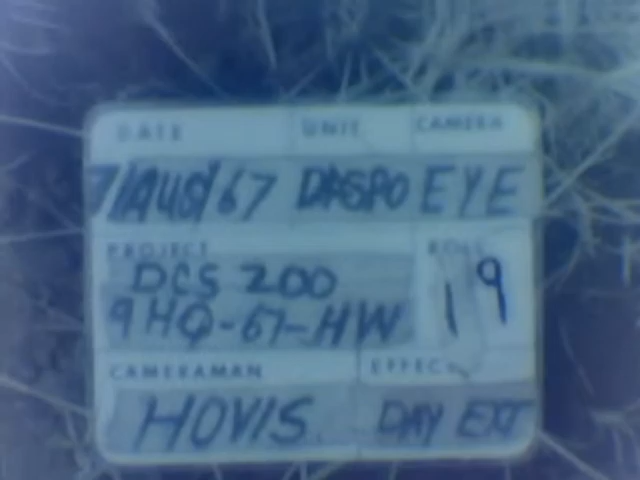 DATE UNIT CAMERA
7/AUG/67 DASPO EYE
PROJECT ROLL
DCS 200 19
9HQ-67-HW
CAMERAMAN EFFECT
HOVIS DAY EXT